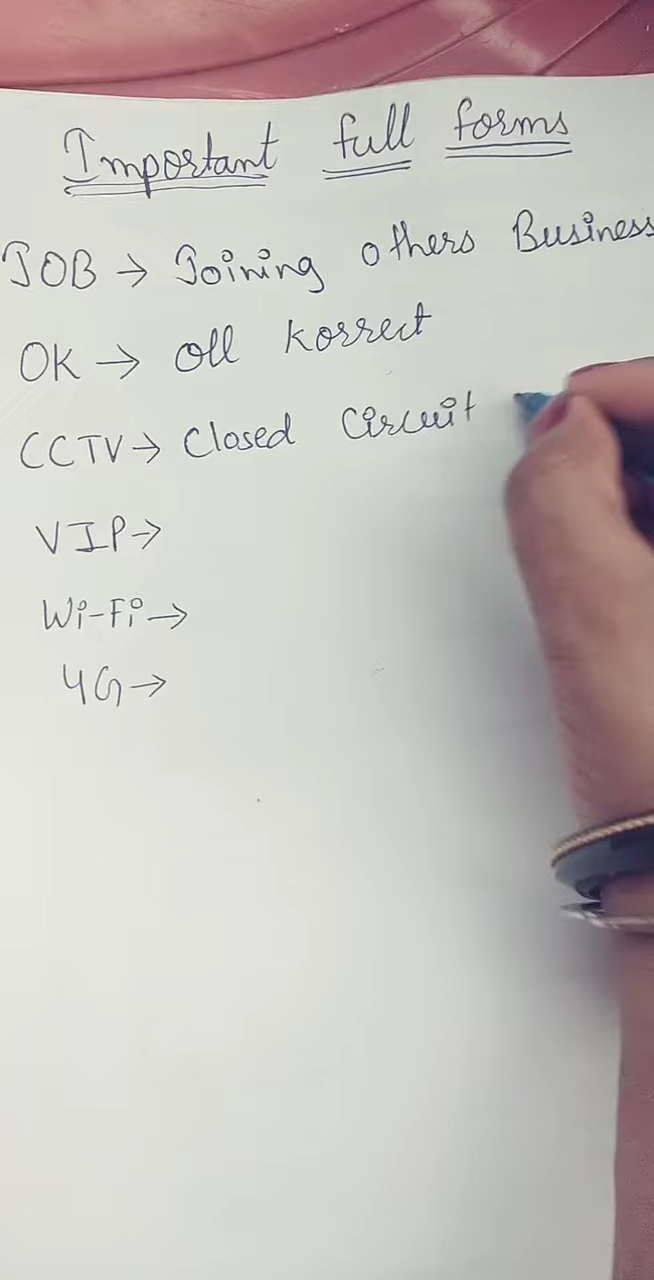 Important full forms
JOB → Joining others Business
OK → Oll Korrect
CCTV → Closed Circuit
VIP →
Wi-Fi →
4G →